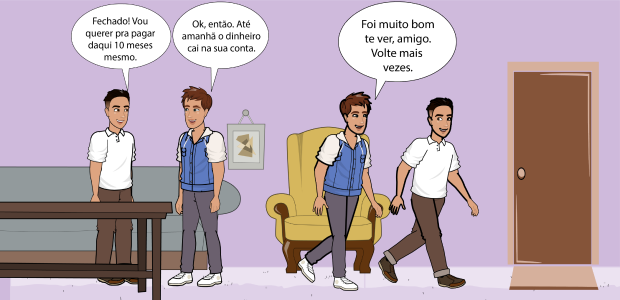 Fechado! Vou
querer pra pagar
daqui 10 meses
mesmo.
Ok, então. Até
amanhã o dinheiro
cai na sua conta.
Foi muito bom
te ver, amigo.
Volte mais
vezes.